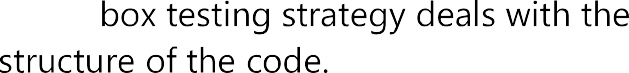 box testing strategy deals with the
structure of the code.